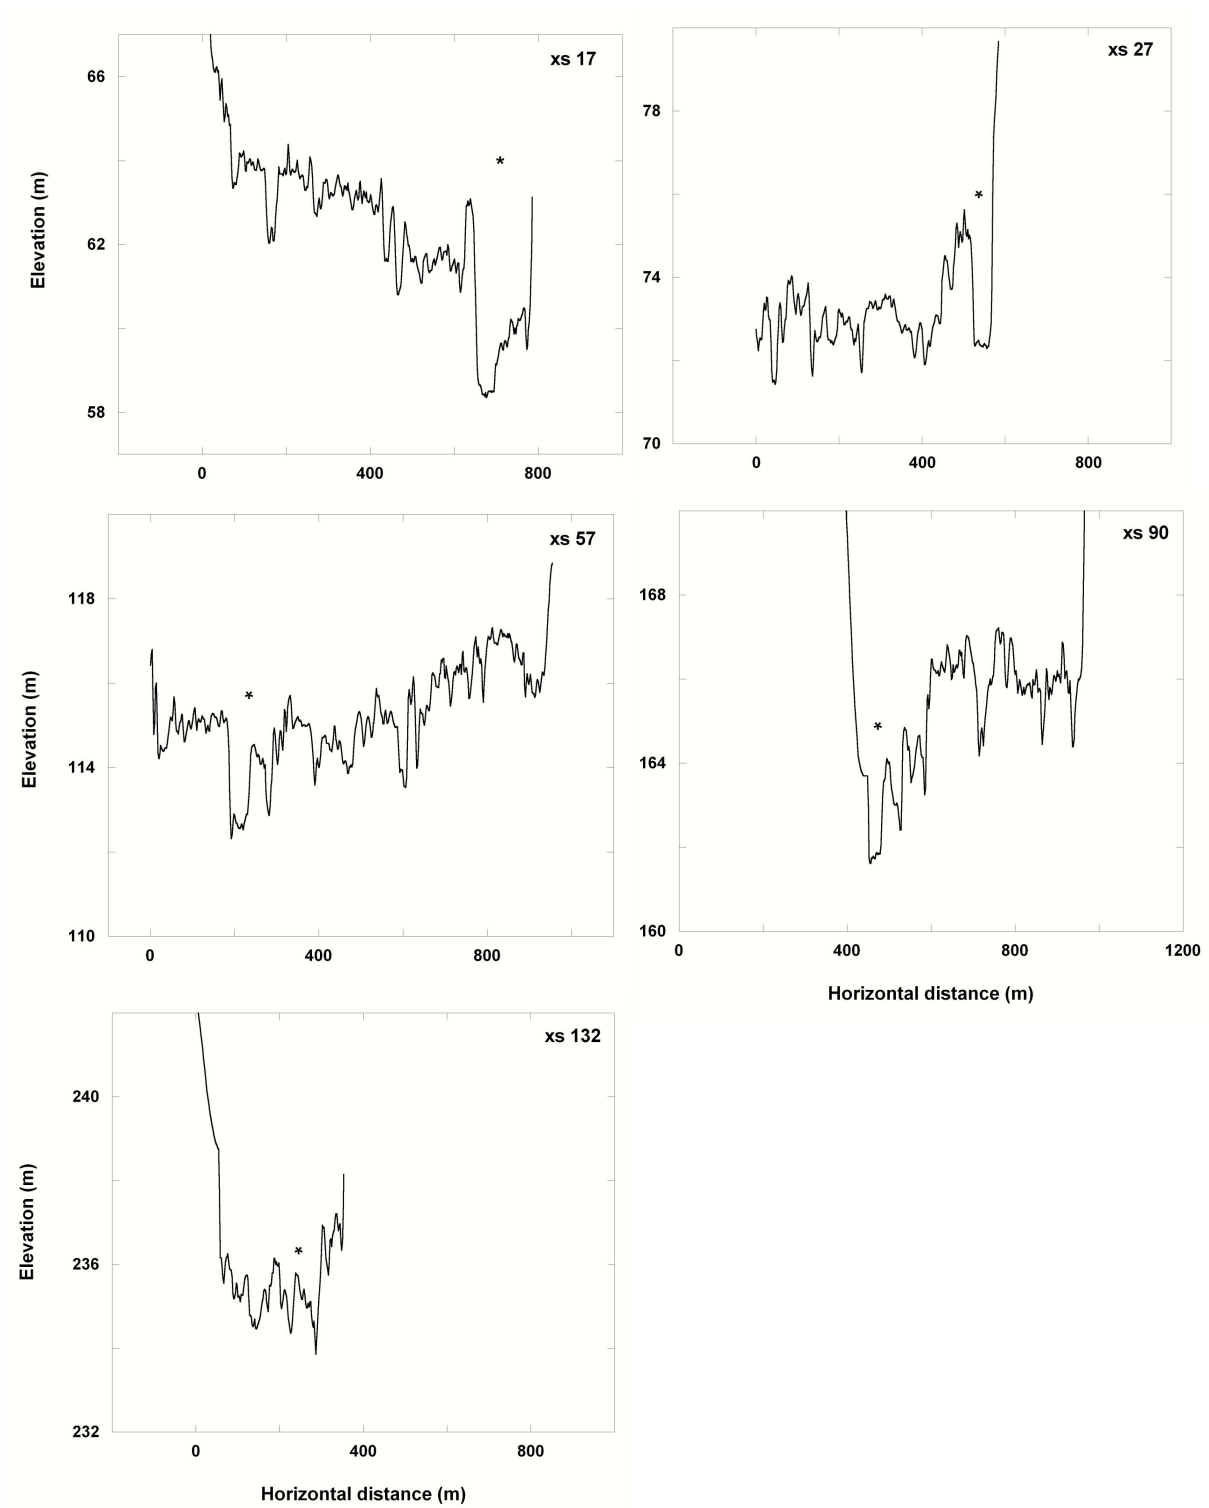 xs 17
66
62
58
Elevation (m)
0 400 800
*
xs 27
78
74
70
0 400 800
*
xs 57
118
114
110
Elevation (m)
0 400 800
*
xs 90
168
164
160
0 400 800 1200
Horizontal distance (m)
*
xs 132
240
236
232
Elevation (m)
0 400 800
Horizontal distance (m)
*